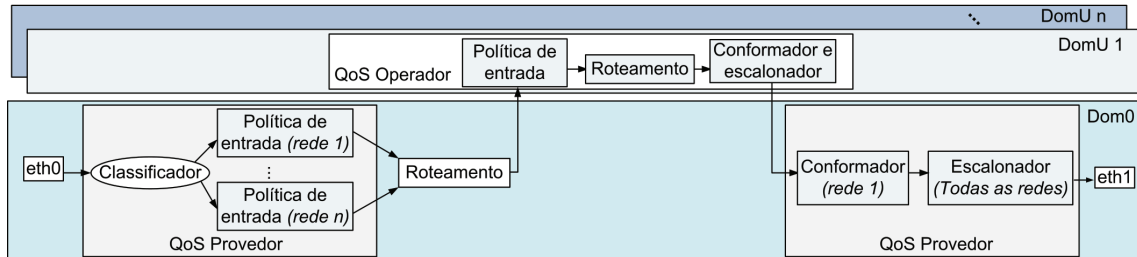 DomU n
DomU 1
QoS Operador
Política de
entrada
Roteamento
Conformador e
escalonador
Dom0
eth0
Classificador
Política de
entrada (rede 1)
...
Política de
entrada (rede n)
QoS Provedor
Roteamento
Conformador
(rede 1)
Escalonador
(Todas as redes)
eth1
QoS Provedor